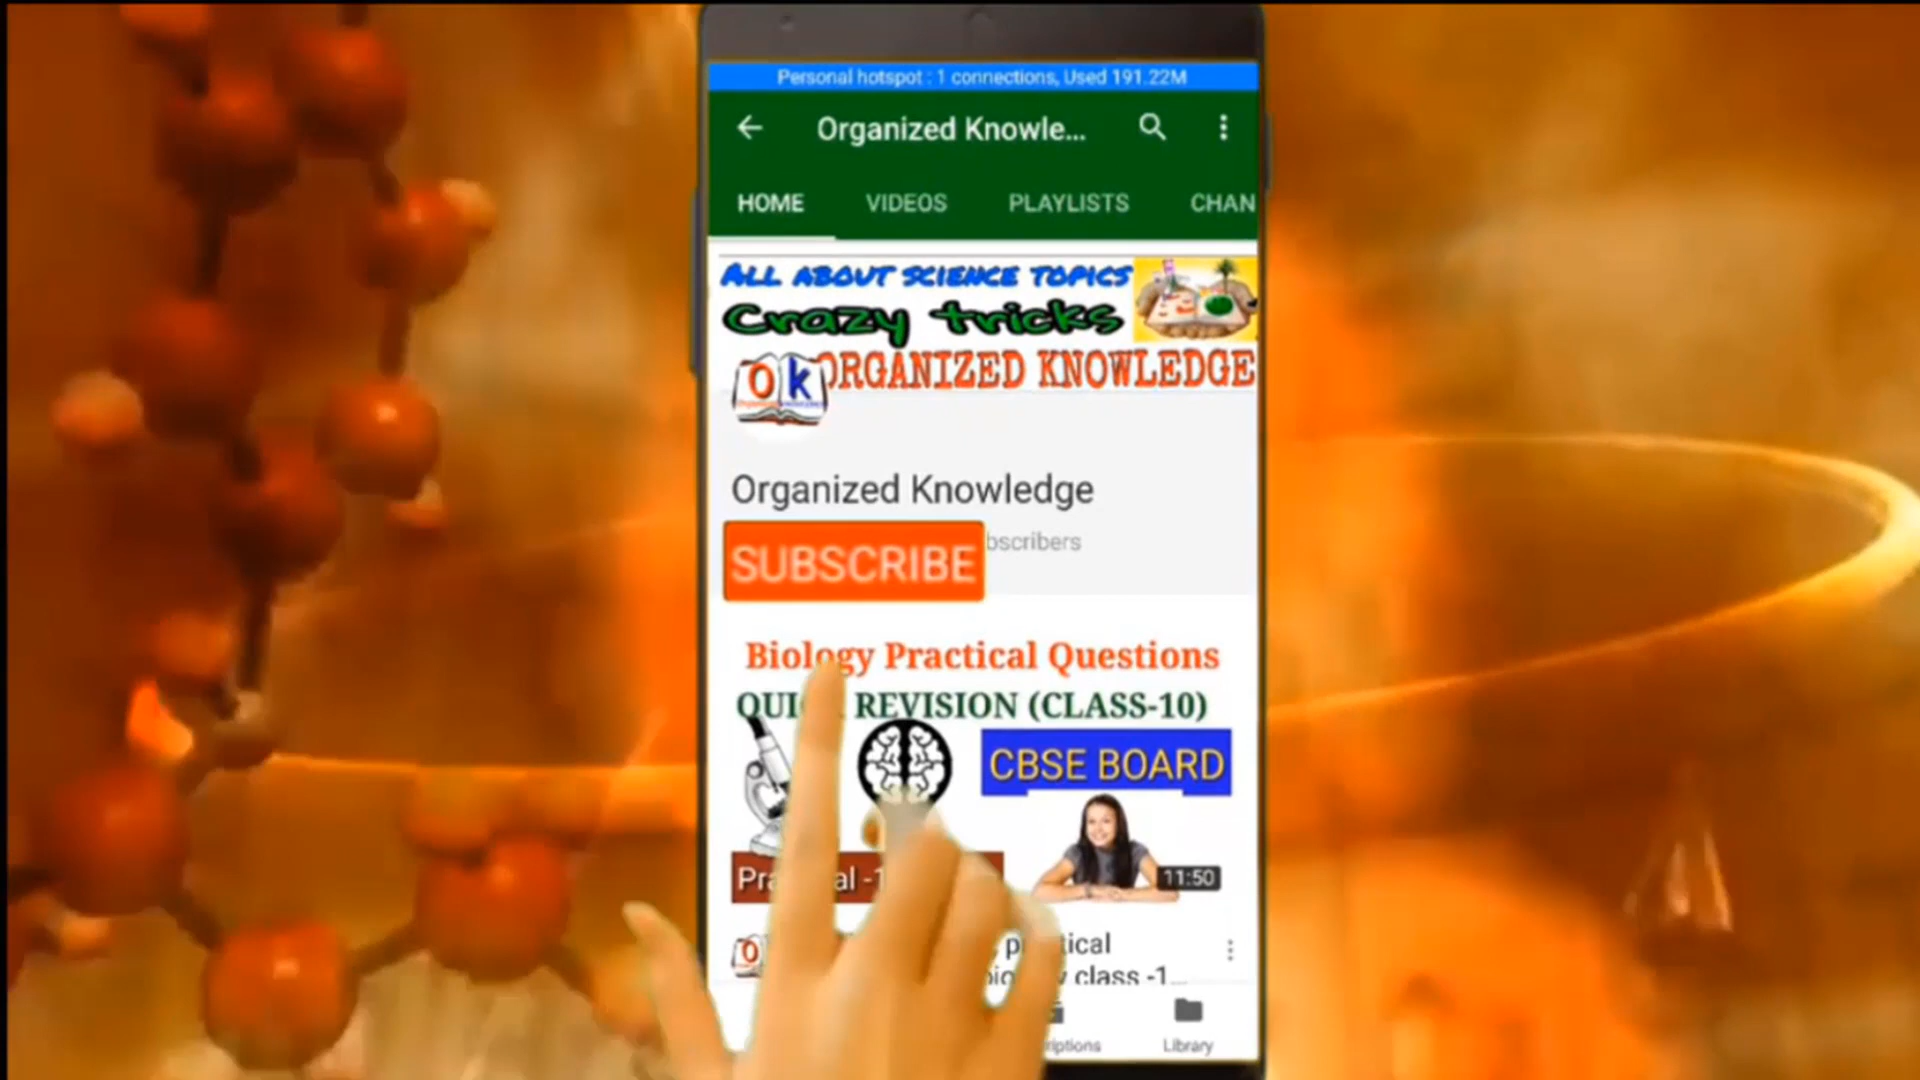 Personal hotspot : 1 connections, Used 191.22M
Organized Knowle...
HOME VIDEOS PLAYLISTS CHAN
ALL ABOUT SCIENCE TOPICS
Crazy tricks
ORGANIZED KNOWLEDGE
Ok
Organized Knowledge
SUBSCRIBE bscribers
Biology Practical Questions
QUI REVISION (CLASS-10)
CBSE BOARD
11:50
class -1...
Library